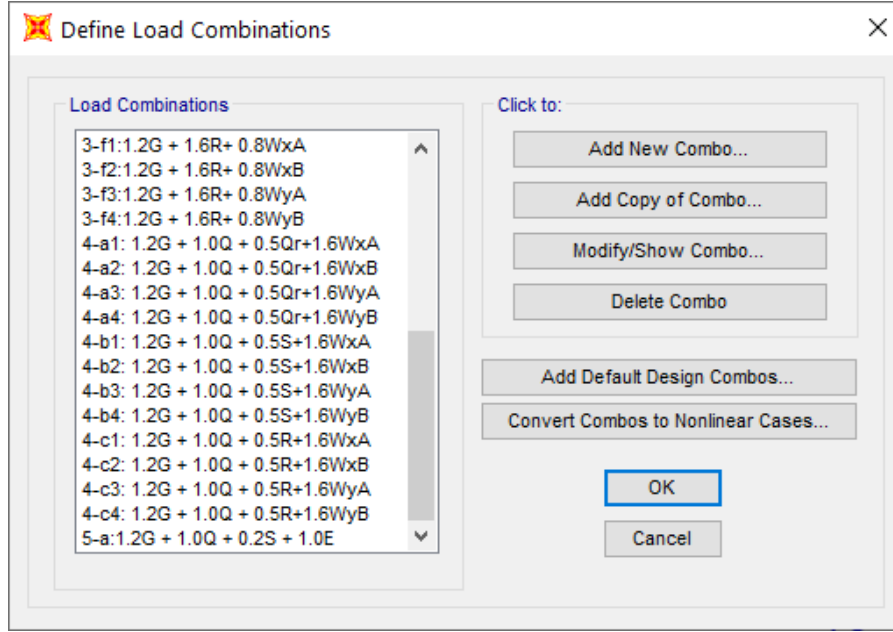 Define Load Combinations
Load Combinations
3-f1:1.2G + 1.6R+ 0.8WxA
3-f2:1.2G + 1.6R+ 0.8WxB
3-f3:1.2G + 1.6R+ 0.8WyA
3-f4:1.2G + 1.6R+ 0.8WyB
4-a1: 1.2G + 1.0Q + 0.5Qr+1.6WxA
4-a2: 1.2G + 1.0Q + 0.5Qr+1.6WxB
4-a3: 1.2G + 1.0Q + 0.5Qr+1.6WyA
4-a4: 1.2G + 1.0Q + 0.5Qr+1.6WyB
4-b1: 1.2G + 1.0Q + 0.5S+1.6WxA
4-b2: 1.2G + 1.0Q + 0.5S+1.6WxB
4-b3: 1.2G + 1.0Q + 0.5S+1.6WyA
4-b4: 1.2G + 1.0Q + 0.5S+1.6WyB
4-c1: 1.2G + 1.0Q + 0.5R+1.6WxA
4-c2: 1.2G + 1.0Q + 0.5R+1.6WxB
4-c3: 1.2G + 1.0Q + 0.5R+1.6WyA
4-c4: 1.2G + 1.0Q + 0.5R+1.6WyB
5-a:1.2G + 1.0Q + 0.2S + 1.0E
Click to:
Add New Combo...
Add Copy of Combo...
Modify/Show Combo...
Delete Combo
Add Default Design Combos...
Convert Combos to Nonlinear Cases...
OK
Cancel